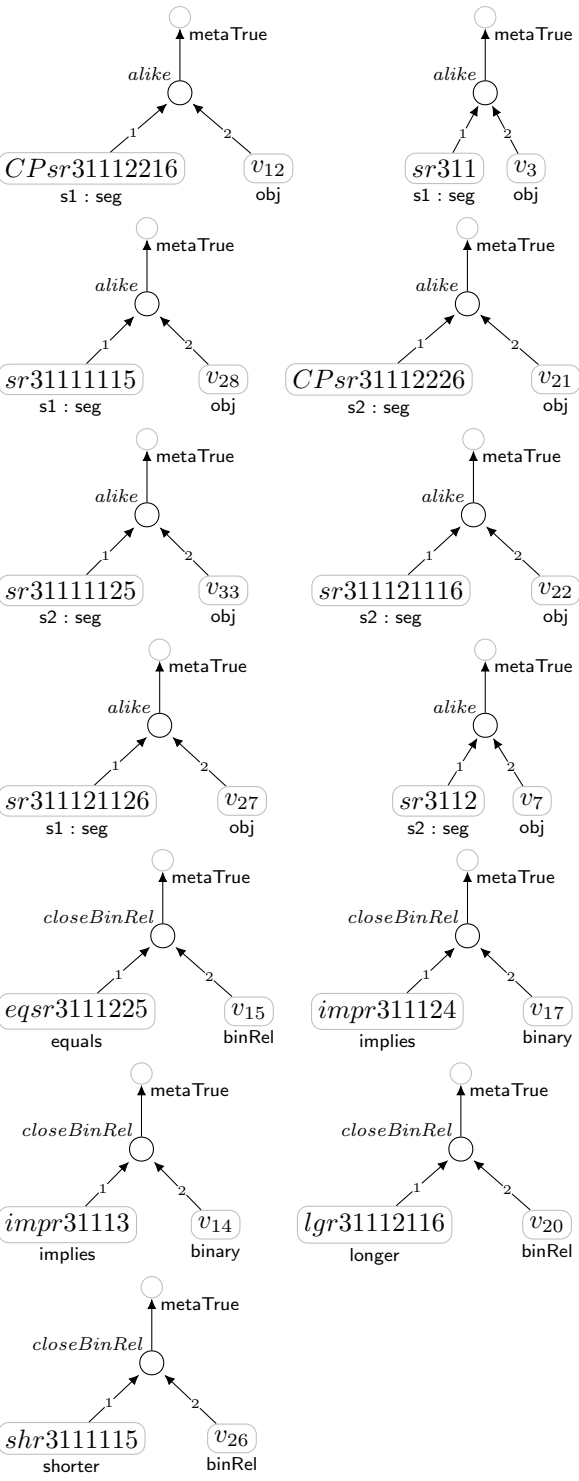 metaTrue metaTrue
alike alike
1 2 1 2
CPsr31112216 v₁₂ sr311 v₃
s1 : seg obj s1 : seg obj
metaTrue metaTrue
alike alike
1 2 1 2
sr31111115 v₂₈ CPsr31112226 v₂₁
s1 : seg obj s2 : seg obj
metaTrue metaTrue
alike alike
1 2 1 2
sr31111125 v₃₃ sr311121116 v₂₂
s2 : seg obj s2 : seg obj
metaTrue metaTrue
alike alike
1 2 1 2
sr311121126 v₂₇ sr3112 v₇
s1 : seg obj s2 : seg obj
metaTrue metaTrue
closeBinRel closeBinRel
1 2 1 2
eqsr3111225 v₁₅ impr311124 v₁₇
equals binRel implies binary
metaTrue metaTrue
closeBinRel closeBinRel
1 2 1 2
impr31113 v₁₄ lgr31112116 v₂₀
implies binary longer binRel
metaTrue
closeBinRel
1 2
shr3111115 v₂₆
shorter binRel